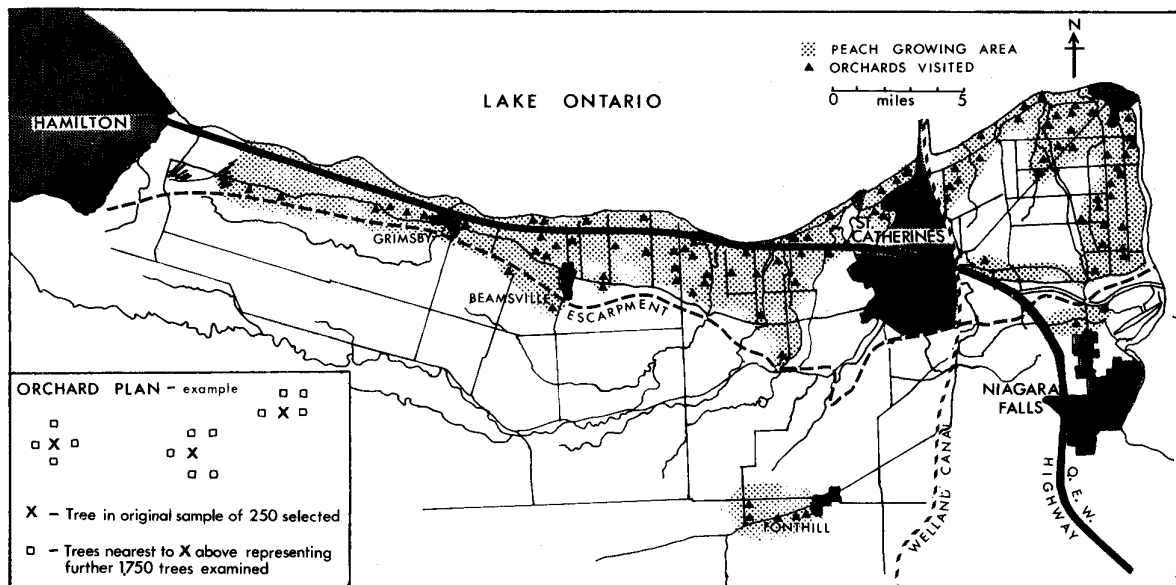 PEACH GROWING AREA
ORCHARDS VISITED
0 miles 5
N
LAKE ONTARIO
HAMILTON
GRIMSBY
BEAMSVILLE
ESCARPMENT
ST.
CATHERINES
NIAGARA
FALLS
WELLAND CANAL
Q. E. W.
HIGHWAY
FONTHILL
ORCHARD PLAN - example
X - Tree in original sample of 250 selected
□ - Trees nearest to X above representing
further 1,750 trees examined